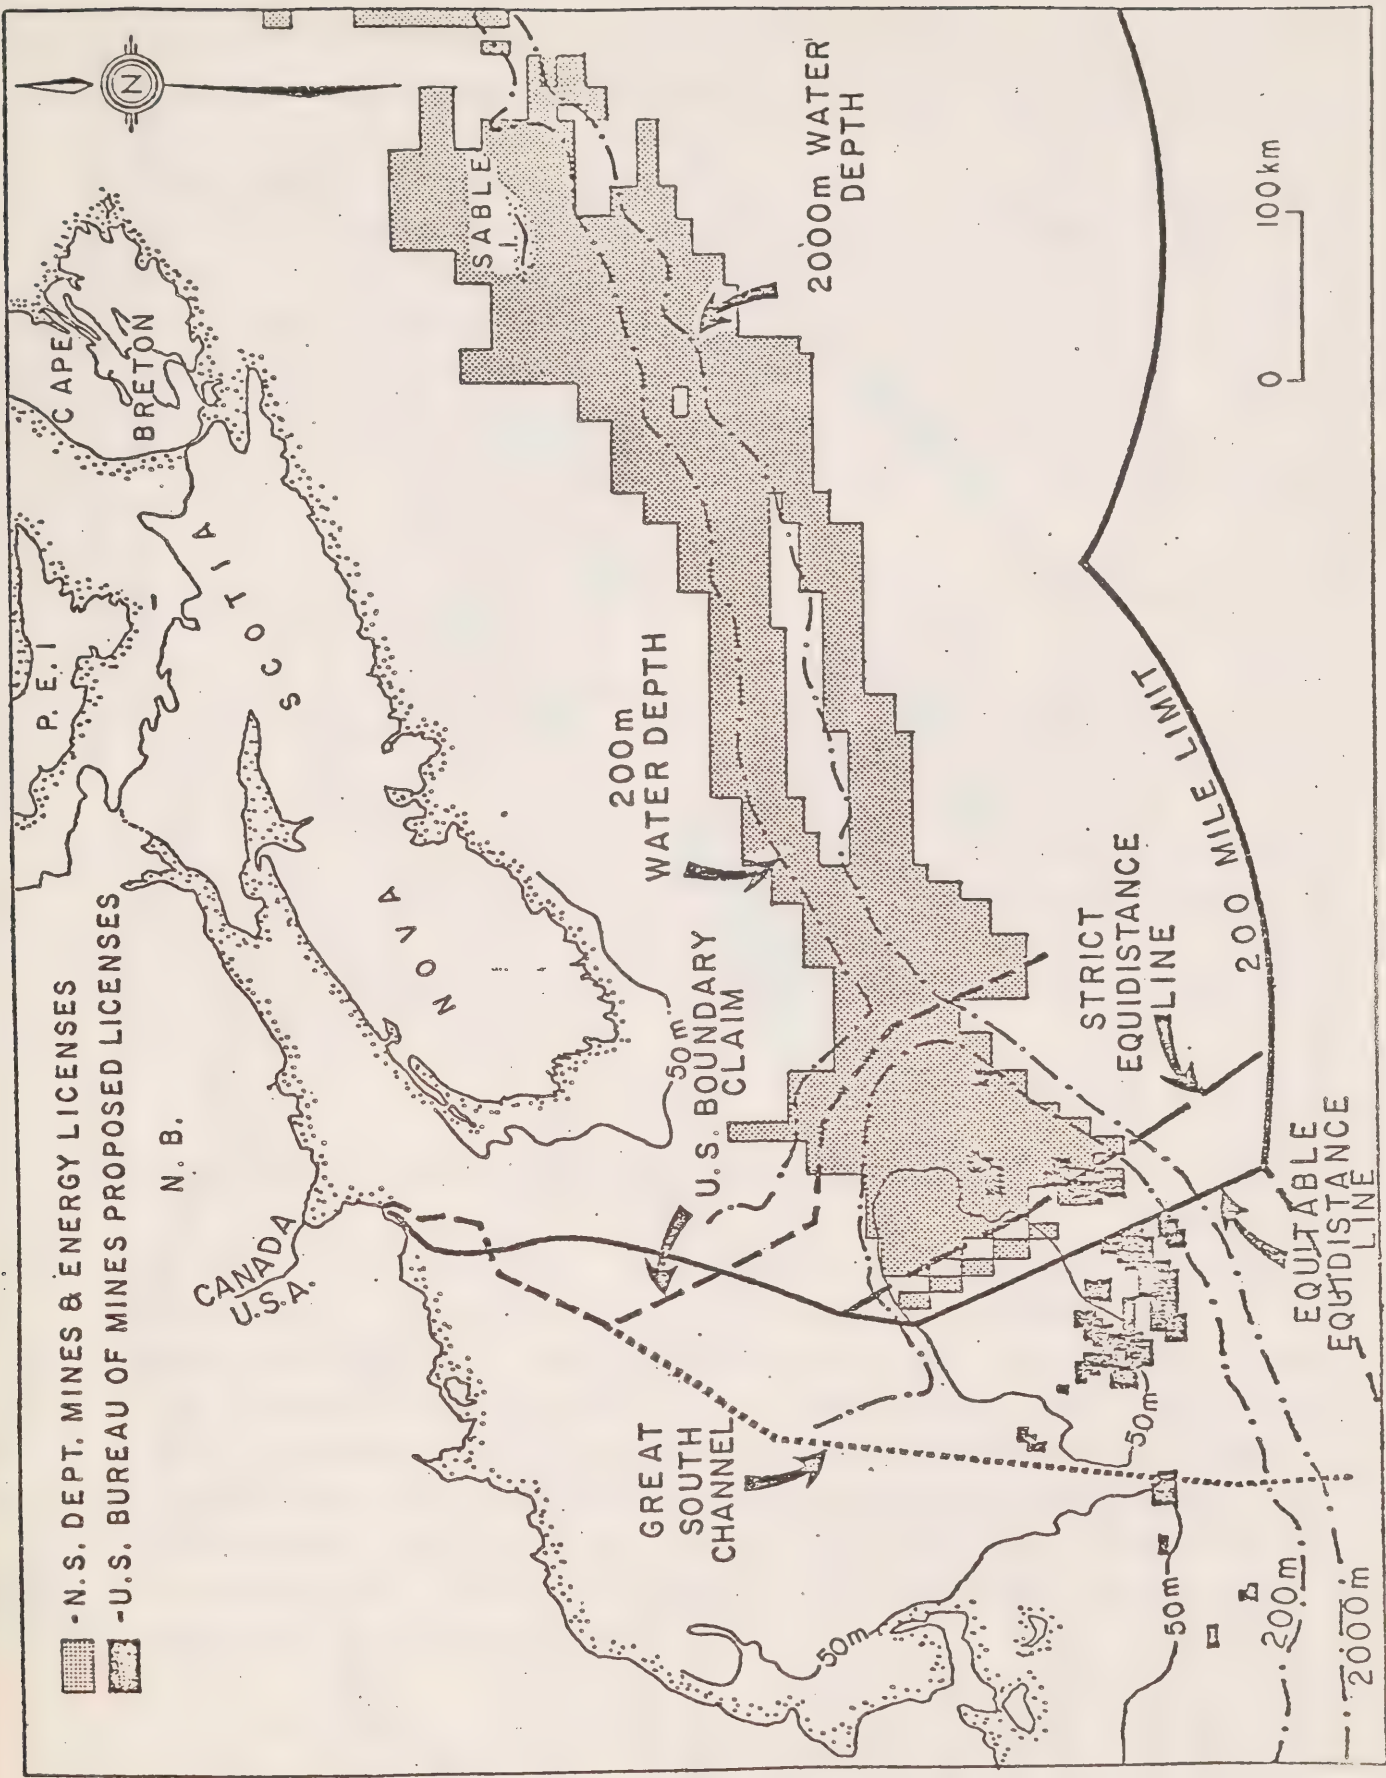 -N.S. DEPT. MINES & ENERGY LICENSES
-U.S. BUREAU OF MINES PROPOSED LICENSES
N
N. B.
P. E. I
CAPE
BRETON
CANADA
U.S.A.
NOVA
SCOTIA
SABLE
I.
50m
200m
WATER DEPTH
U.S. BOUNDARY
CLAIM
2000m WATER
DEPTH
GREAT
SOUTH
CHANNEL
50m
50m
50m
200m
2000m
STRICT
EQUIDISTANCE
LINE
200 MILE LIMIT
EQUITABLE
EQUIDISTANCE
LINE
0 100km